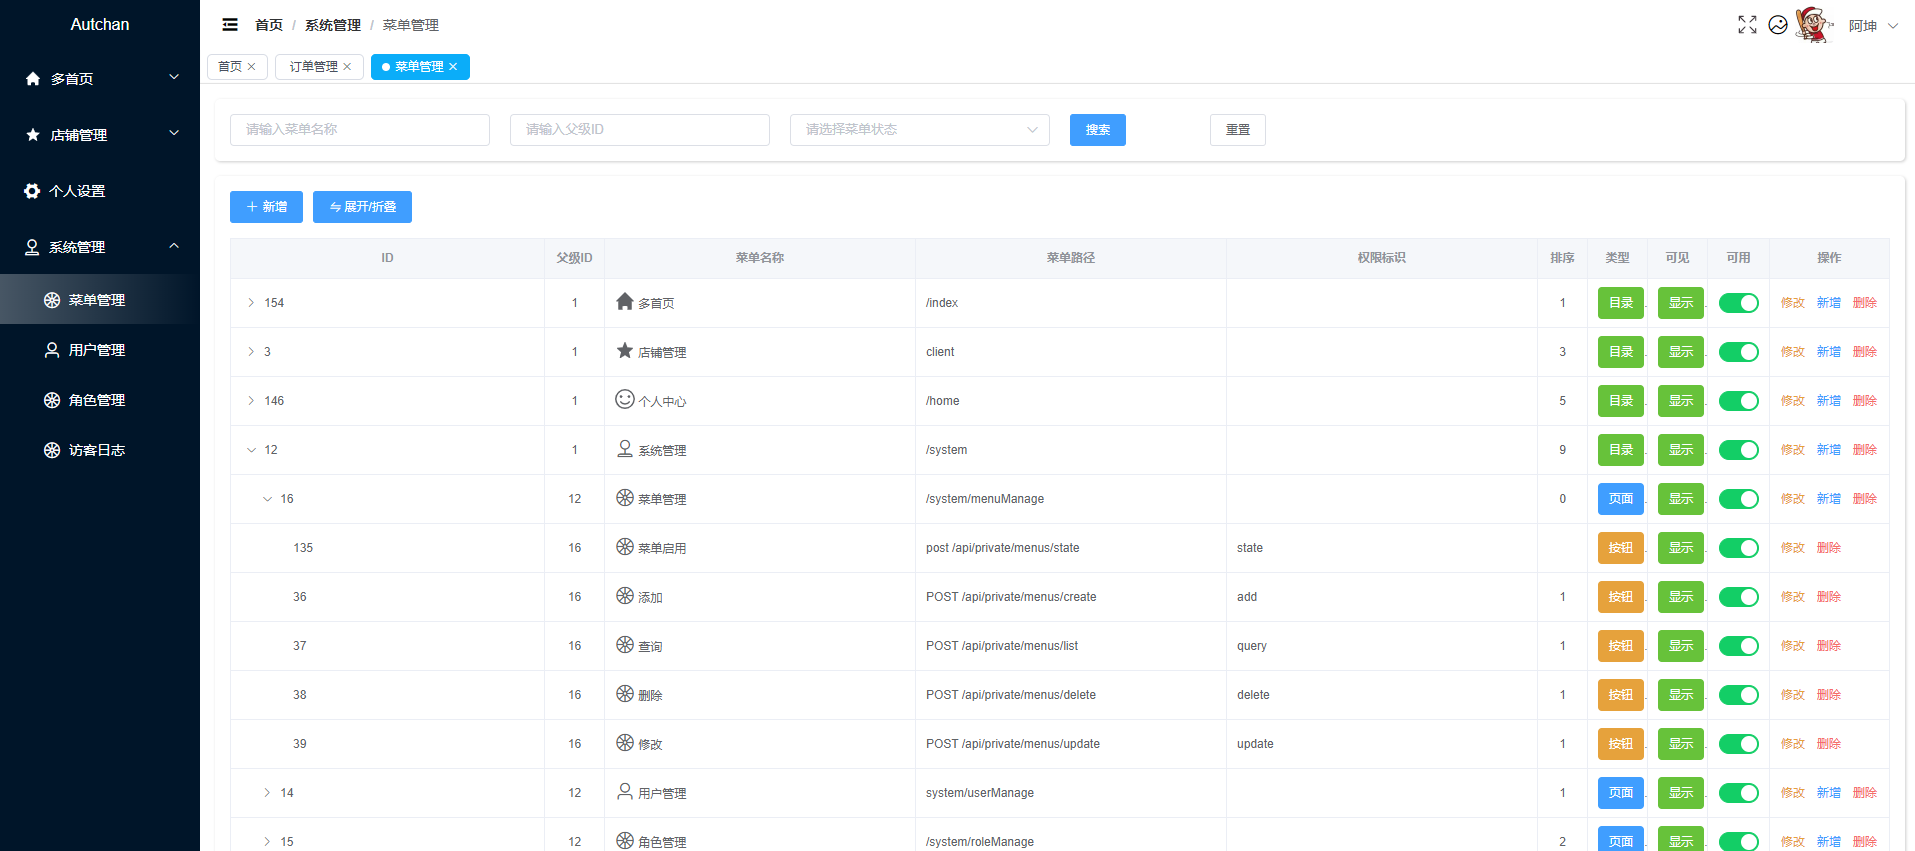 Autchan
多首页
店铺管理
个人设置
系统管理
菜单管理
用户管理
角色管理
访客日志
首页 / 系统管理 / 菜单管理
阿坤
首页 订单管理 菜单管理
请输入菜单名称 请输入父级ID 请选择菜单状态 搜索 重置
新增 展开/折叠
ID 父级ID 菜单名称 菜单路径 权限标识 排序 类型 可见 可用 操作
154 1 多首页 /index 1 目录 显示 修改 新增 删除
3 1 店铺管理 client 3 目录 显示 修改 新增 删除
146 1 个人中心 /home 5 目录 显示 修改 新增 删除
12 1 系统管理 /system 9 目录 显示 修改 新增 删除
16 12 菜单管理 /system/menuManage 0 页面 显示 修改 新增 删除
135 16 菜单启用 post /api/private/menus/state state 按钮 显示 修改 删除
36 16 添加 POST /api/private/menus/create add 1 按钮 显示 修改 删除
37 16 查询 POST /api/private/menus/list query 1 按钮 显示 修改 删除
38 16 删除 POST /api/private/menus/delete delete 1 按钮 显示 修改 删除
39 16 修改 POST /api/private/menus/update update 1 按钮 显示 修改 删除
14 12 用户管理 system/userManage 1 页面 显示 修改 新增 删除
15 12 角色管理 /system/roleManage 2 页面 显示 修改 新增 删除